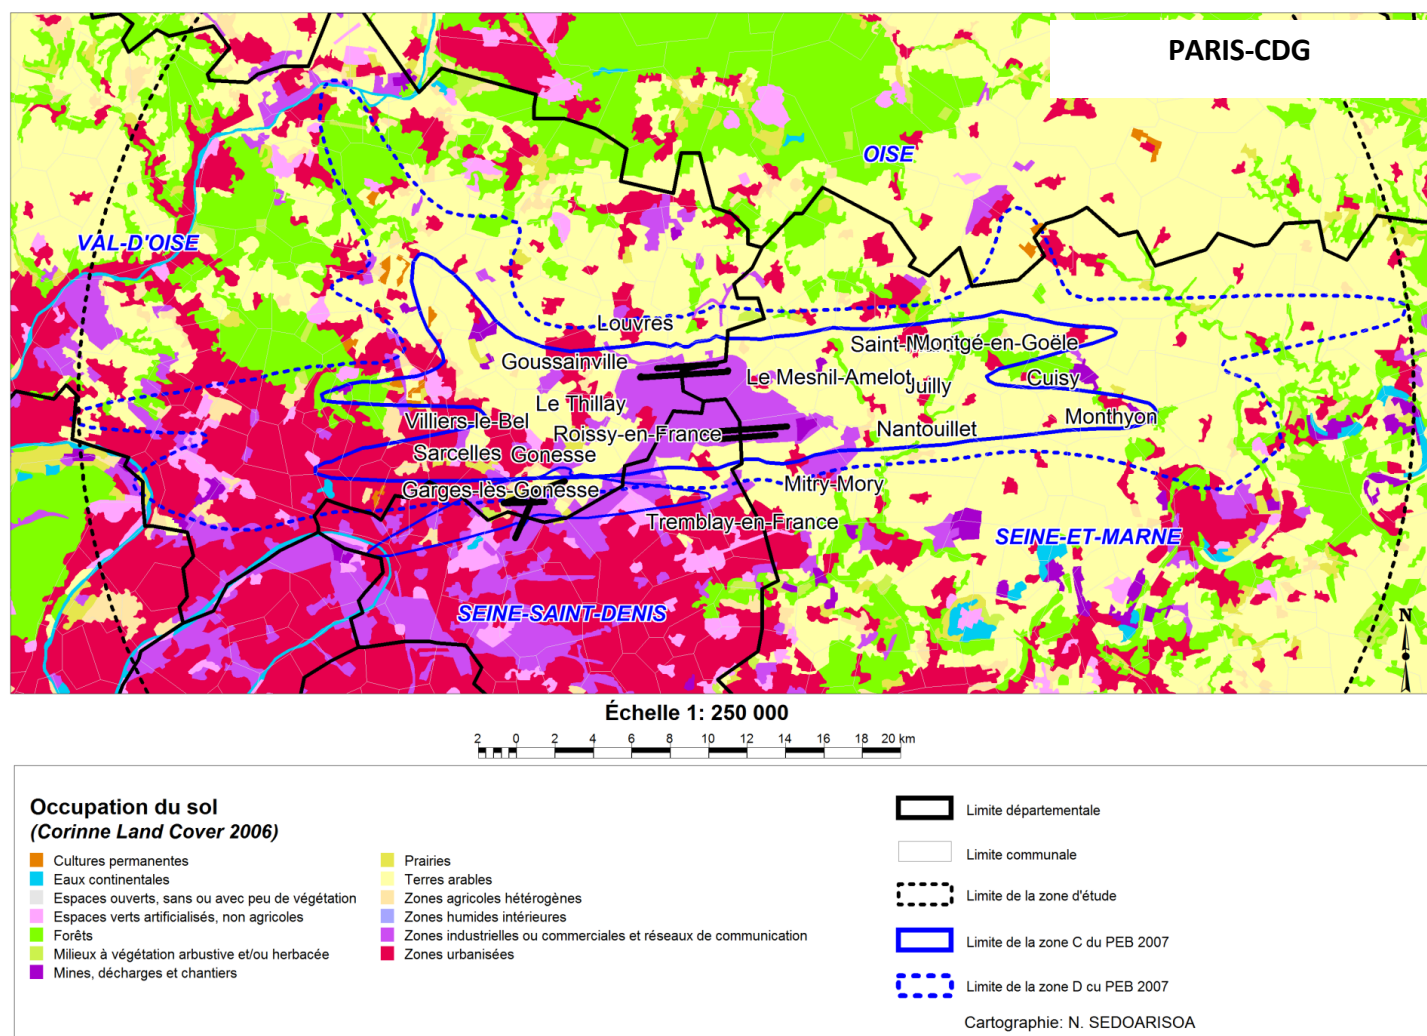 PARIS-CDG
OISE
VAL-D'OISE
Louvres
Saint-
Montgé-en-Goële
Goussainville
Le Mesnil-Amelot
Juilly
Cuisy
Le Thillay
Villiers-le-Bel
Roissy-en-France
Nantouillet
Monthyon
Sarcelles
Gonesse
Garges-lès-Gonesse
Mitry-Mory
Tremblay-en-France
SEINE-ET-MARNE
SEINE-SAINT-DENIS
N
Échelle 1: 250 000
2 0 2 4 6 8 10 12 14 16 18 20 km
Occupation du sol
(Corinne Land Cover 2006)
Cultures permanentes
Eaux continentales
Espaces ouverts, sans ou avec peu de végétation
Espaces verts artificialisés, non agricoles
Forêts
Milieux à végétation arbustive et/ou herbacée
Mines, décharges et chantiers
Prairies
Terres arables
Zones agricoles hétérogènes
Zones humides intérieures
Zones industrielles ou commerciales et réseaux de communication
Zones urbanisées
Limite départementale
Limite communale
Limite de la zone d'étude
Limite de la zone C du PEB 2007
Limite de la zone D cu PEB 2007
Cartographie: N. SEDOARISOA